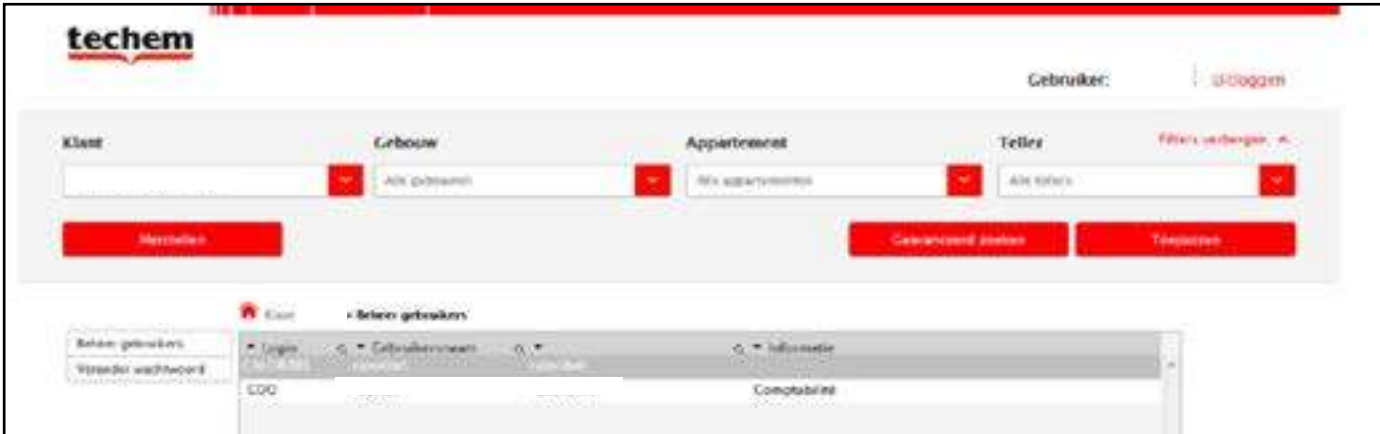 techem
Gebruiker: Uitloggen
Klant Gebouw Appartement Teller Filters verbergen
Alle gebouwen Alle appartementen Alle tellers
Herstellen Geavanceerd zoeken Toepassen
Klant › Beheer gebruikers
Beheer gebruikers
Login Gebruikersnaam Informatie
Verander wachtwoord
COO Comptabilité